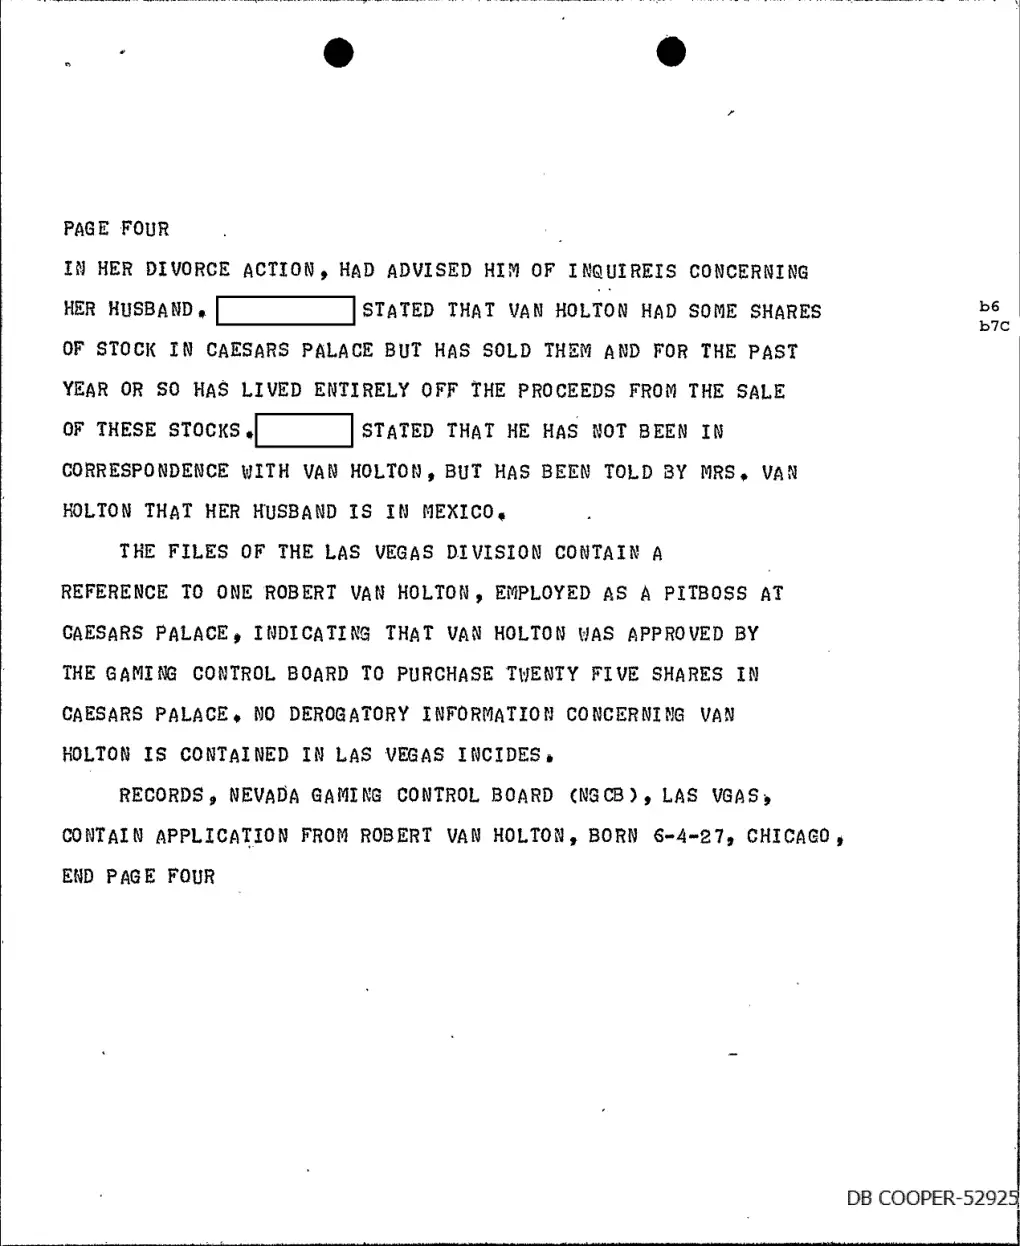 PAGE FOUR
IN HER DIVORCE ACTION, HAD ADVISED HIM OF INQUIREIS CONCERNING
HER HUSBAND. STATED THAT VAN HOLTON HAD SOME SHARES
b6
b7C
OF STOCK IN CAESARS PALACE BUT HAS SOLD THEM AND FOR THE PAST
YEAR OR SO HAS LIVED ENTIRELY OFF THE PROCEEDS FROM THE SALE
OF THESE STOCKS. STATED THAT HE HAS NOT BEEN IN
CORRESPONDENCE WITH VAN HOLTON, BUT HAS BEEN TOLD BY MRS. VAN
HOLTON THAT HER HUSBAND IS IN MEXICO.
THE FILES OF THE LAS VEGAS DIVISION CONTAIN A
REFERENCE TO ONE ROBERT VAN HOLTON, EMPLOYED AS A PITBOSS AT
CAESARS PALACE, INDICATING THAT VAN HOLTON WAS APPROVED BY
THE GAMING CONTROL BOARD TO PURCHASE TWENTY FIVE SHARES IN
CAESARS PALACE. NO DEROGATORY INFORMATION CONCERNING VAN
HOLTON IS CONTAINED IN LAS VEGAS INCIDES.
RECORDS, NEVADA GAMING CONTROL BOARD (NGCB), LAS VGAS,
CONTAIN APPLICATION FROM ROBERT VAN HOLTON, BORN 6-4-27, CHICAGO,
END PAGE FOUR
DB COOPER-52925